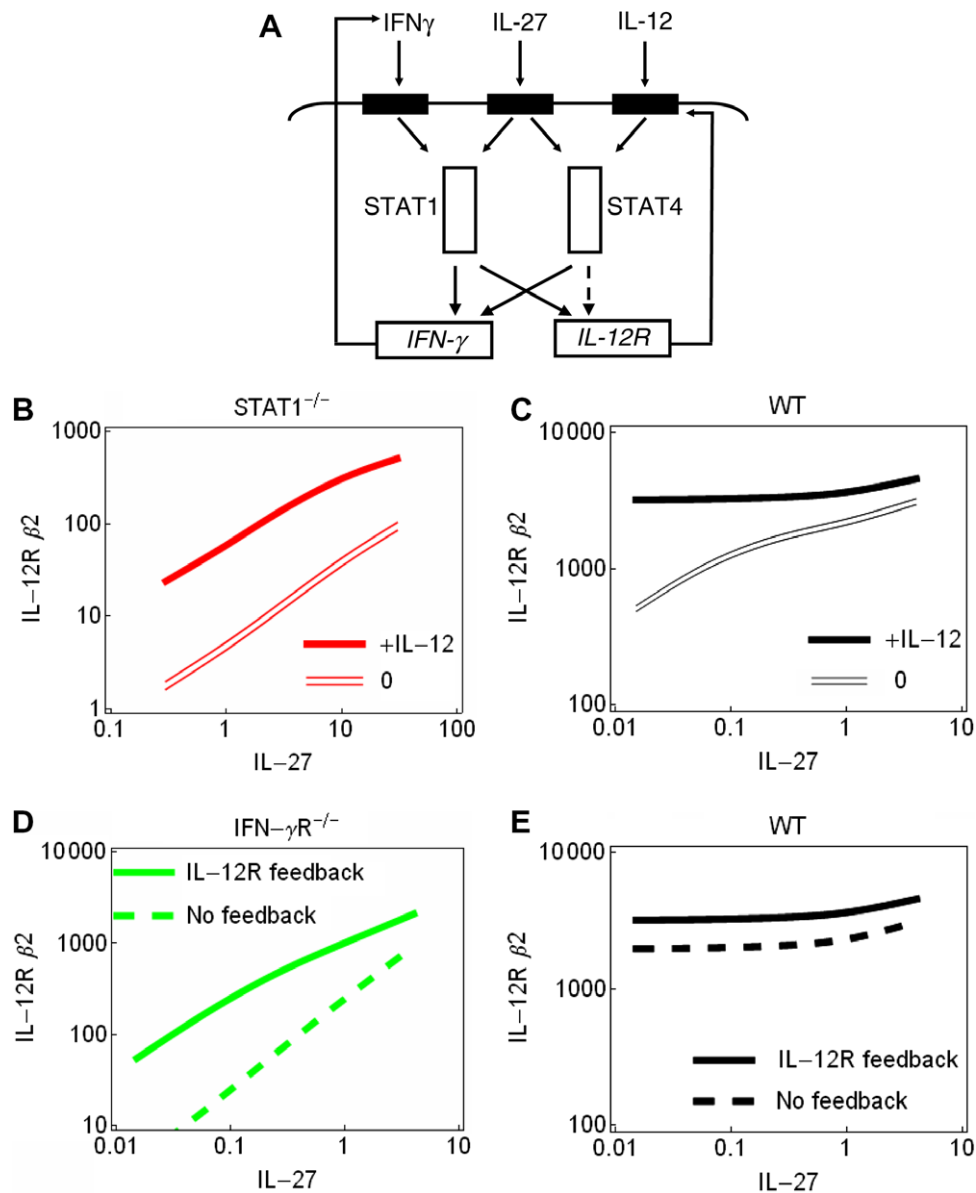 A
IFNγ IL-27 IL-12
STAT1 STAT4
IFN-γ IL-12R
B STAT1−/−
1000
100
10
1
0.1 1 10 100
IL−12R β2
IL−27
+IL−12
0
C WT
10000
1000
100
0.01 0.1 1 10
IL−12R β2
IL−27
+IL−12
0
D IFN−γR−/−
10000
1000
100
10
0.01 0.1 1 10
IL−12R β2
IL−27
IL−12R feedback
No feedback
E WT
10000
1000
100
0.01 0.1 1 10
IL−12R β2
IL−27
IL−12R feedback
No feedback